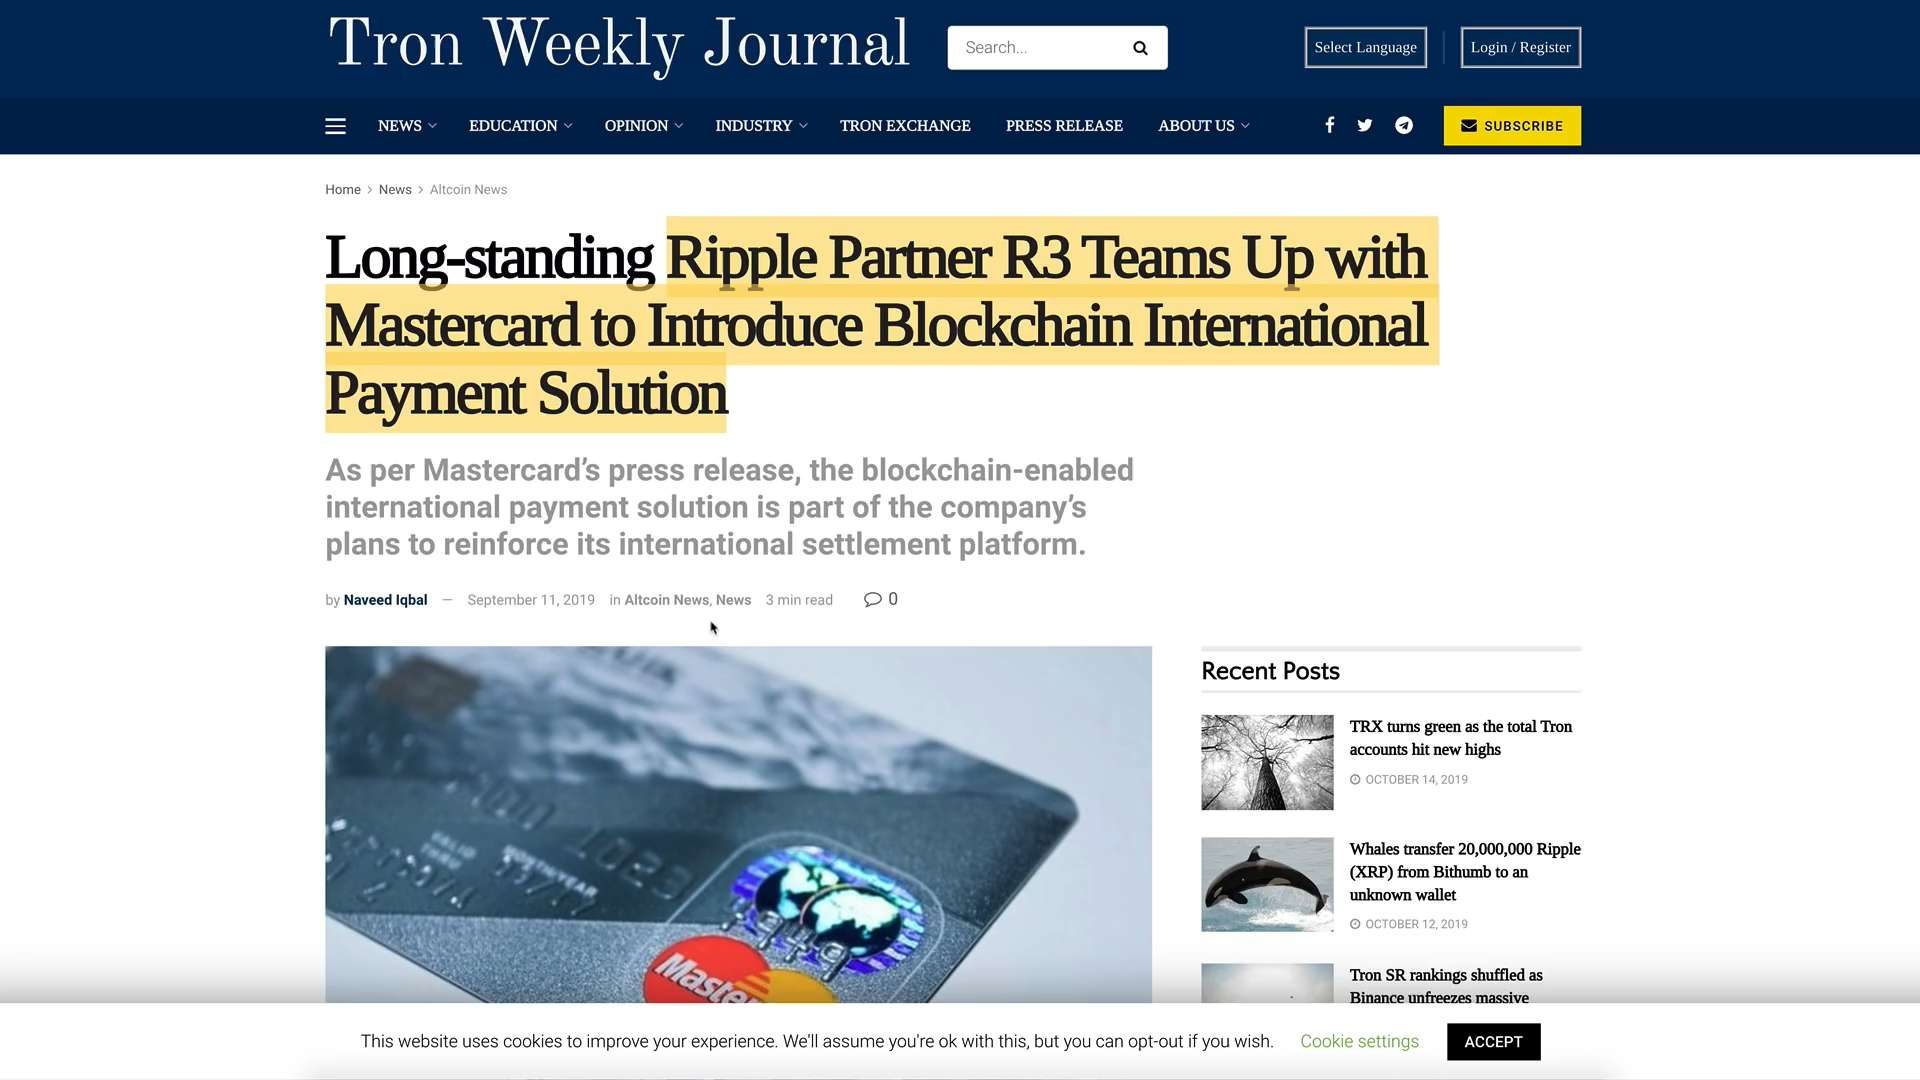 Tron Weekly Journal
Search...
Select Language
Login / Register
NEWS
EDUCATION
OPINION
INDUSTRY
TRON EXCHANGE
PRESS RELEASE
ABOUT US
SUBSCRIBE
Home > News > Altcoin News
Long-standing Ripple Partner R3 Teams Up with
Mastercard to Introduce Blockchain International
Payment Solution
As per Mastercard’s press release, the blockchain-enabled
international payment solution is part of the company’s
plans to reinforce its international settlement platform.
by Naveed Iqbal — September 11, 2019 in Altcoin News, News 3 min read 0
Recent Posts
TRX turns green as the total Tron
accounts hit new highs
OCTOBER 14, 2019
Whales transfer 20,000,000 Ripple
(XRP) from Bithumb to an
unknown wallet
OCTOBER 12, 2019
Tron SR rankings shuffled as
Binance unfreezes massive
This website uses cookies to improve your experience. We'll assume you're ok with this, but you can opt-out if you wish.
Cookie settings
ACCEPT